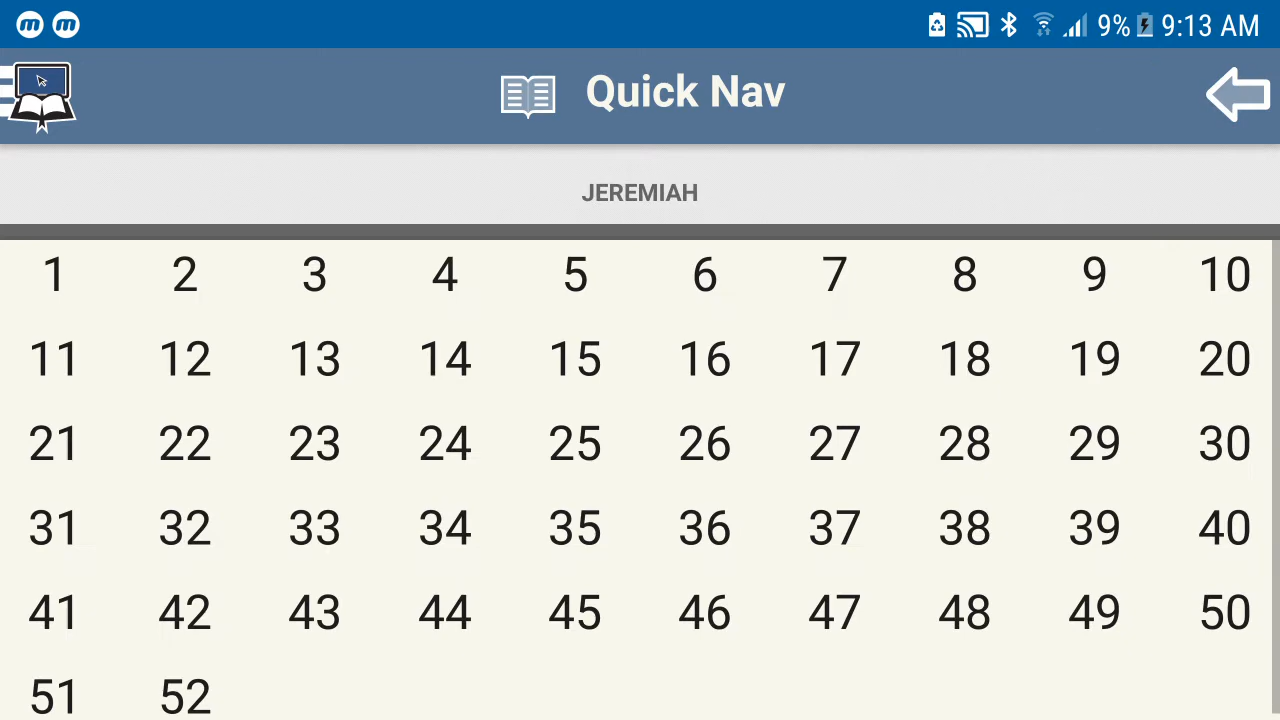 m m 9% 9:13 AM
Quick Nav
JEREMIAH
1 2 3 4 5 6 7 8 9 10
11 12 13 14 15 16 17 18 19 20
21 22 23 24 25 26 27 28 29 30
31 32 33 34 35 36 37 38 39 40
41 42 43 44 45 46 47 48 49 50
51 52